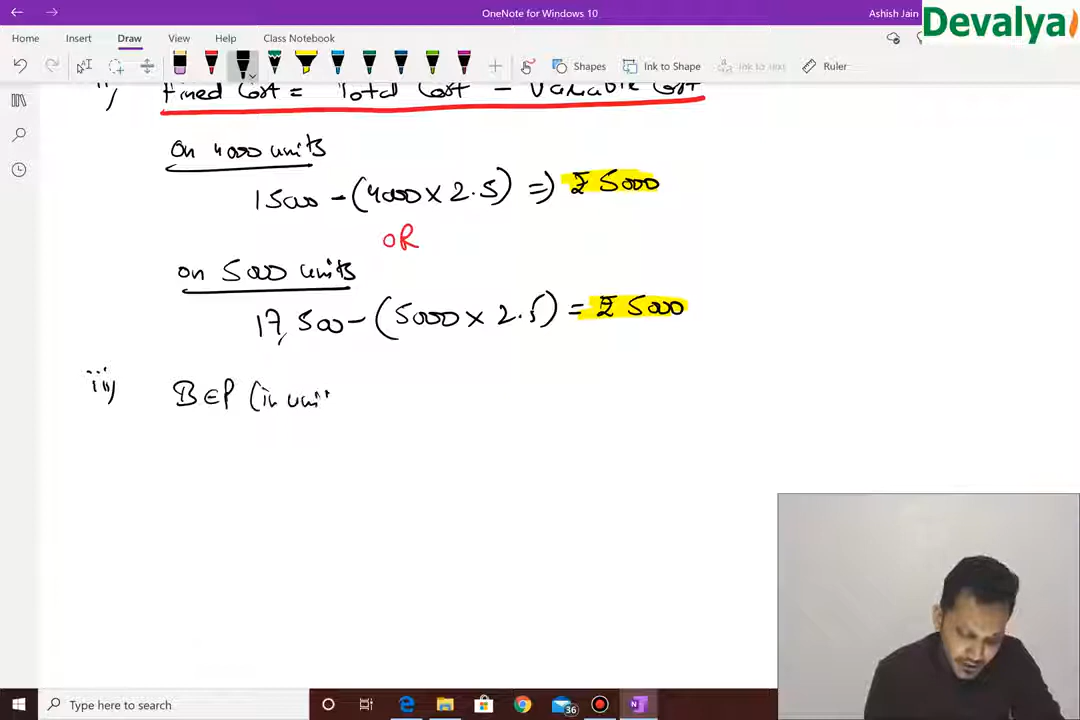 OneNote for Windows 10
Ashish Jain
Devalya
Home Insert Draw View Help Class Notebook
Shapes Ink to Shape Ink to Text Ruler
ii) Fixed Cost = Total Cost - Variable Cost
On 4000 units
1500 - (4000 × 2.5) => ₹ 5000
OR
on 5000 units
17,500 - (5000 × 2.5) = ₹ 5000
iii) BEP (in unit
Type here to search
36
N